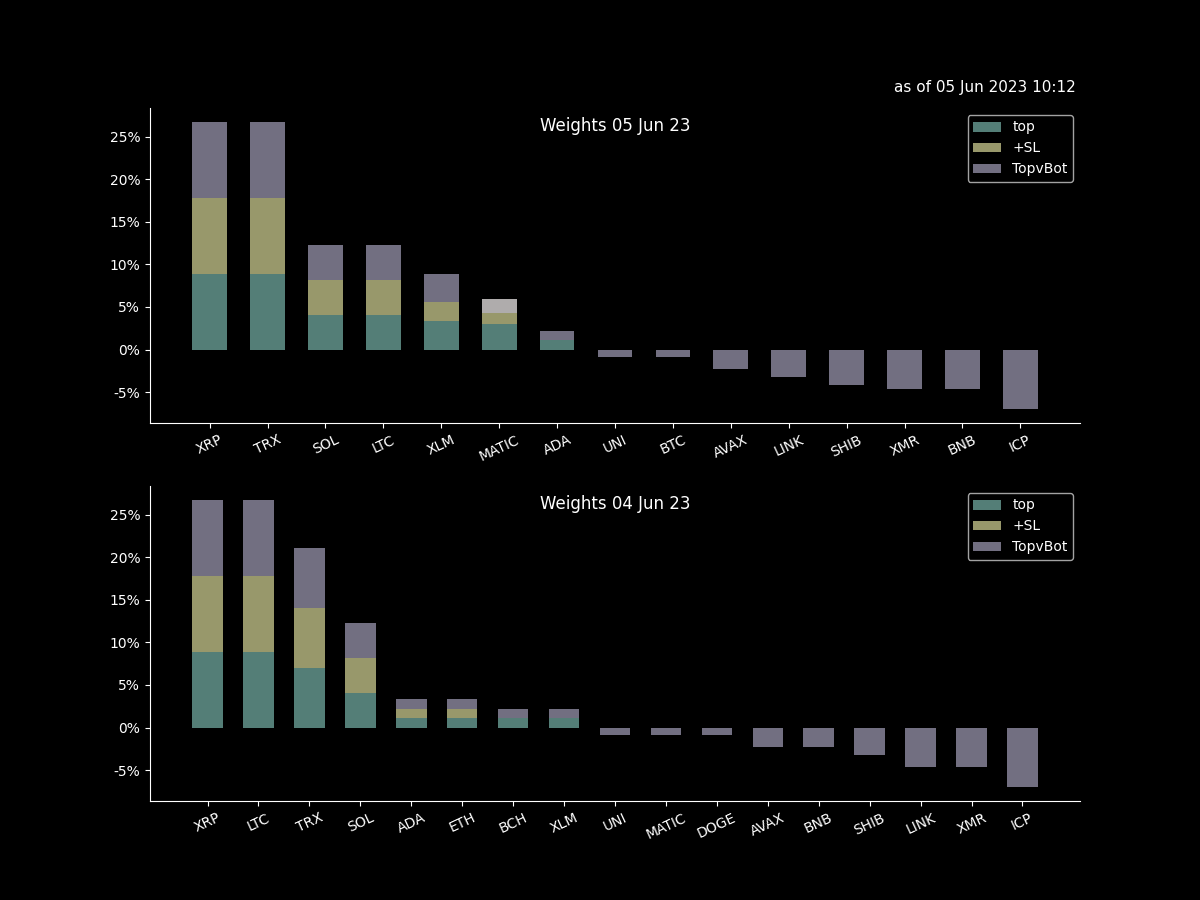 as of 05 Jun 2023 10:12
Weights 05 Jun 23
top
+SL
TopvBot
25%
20%
15%
10%
5%
0%
-5%
XRP TRX SOL LTC XLM MATIC ADA UNI BTC AVAX LINK SHIB XMR BNB ICP
Weights 04 Jun 23
top
+SL
TopvBot
25%
20%
15%
10%
5%
0%
-5%
XRP LTC TRX SOL ADA ETH BCH XLM UNI MATIC DOGE AVAX BNB SHIB LINK XMR ICP